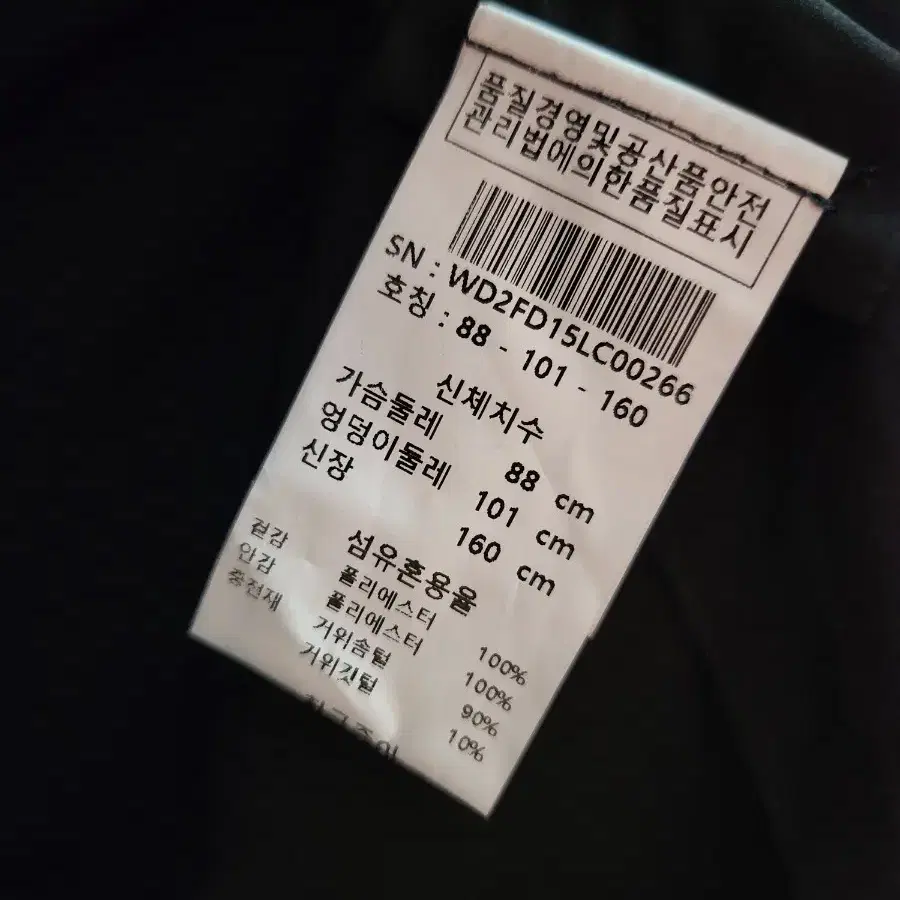 품질경영및공산품안전
관리법에의한품질표시
SN : WD2FD15LC00266
호칭 : 88 - 101 - 160
신체치수
가슴둘레 88 cm
엉덩이둘레 101 cm
신장 160 cm
섬유혼용율
겉감 폴리에스터 100%
안감 폴리에스터 100%
충전재 거위솜털 90%
거위깃털 10%